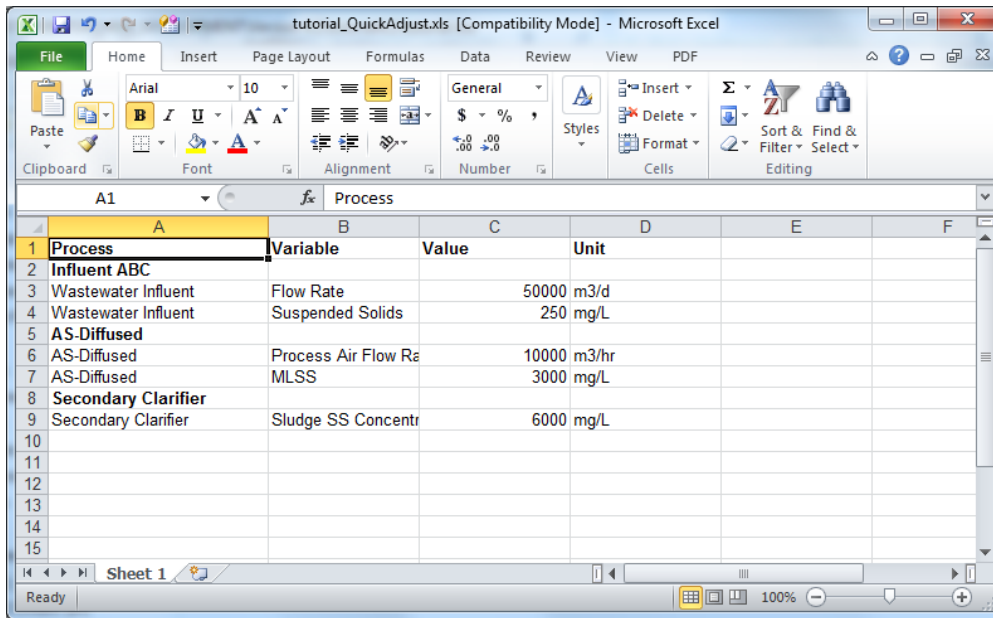 tutorial_QuickAdjust.xls [Compatibility Mode] - Microsoft Excel
File Home Insert Page Layout Formulas Data Review View PDF
Arial 10 General Insert Σ
B I U A A $ % , Delete
Paste Styles Sort & Find &
.00 .00 Format Filter Select
Clipboard Font Alignment Number Cells Editing
A1 fx Process
A B C D E F
1 Process Variable Value Unit
2 Influent ABC
3 Wastewater Influent Flow Rate 50000 m3/d
4 Wastewater Influent Suspended Solids 250 mg/L
5 AS-Diffused
6 AS-Diffused Process Air Flow Ra 10000 m3/hr
7 AS-Diffused MLSS 3000 mg/L
8 Secondary Clarifier
9 Secondary Clarifier Sludge SS Concentr 6000 mg/L
10
11
12
13
14
15
Sheet 1
Ready 100%